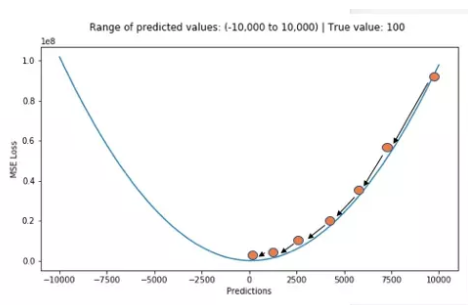 Range of predicted values: (-10,000 to 10,000) | True value: 100
1e8
1.0
0.8
0.6
0.4
0.2
0.0
MSE Loss
−10000 −7500 −5000 −2500 0 2500 5000 7500 10000
Predictions